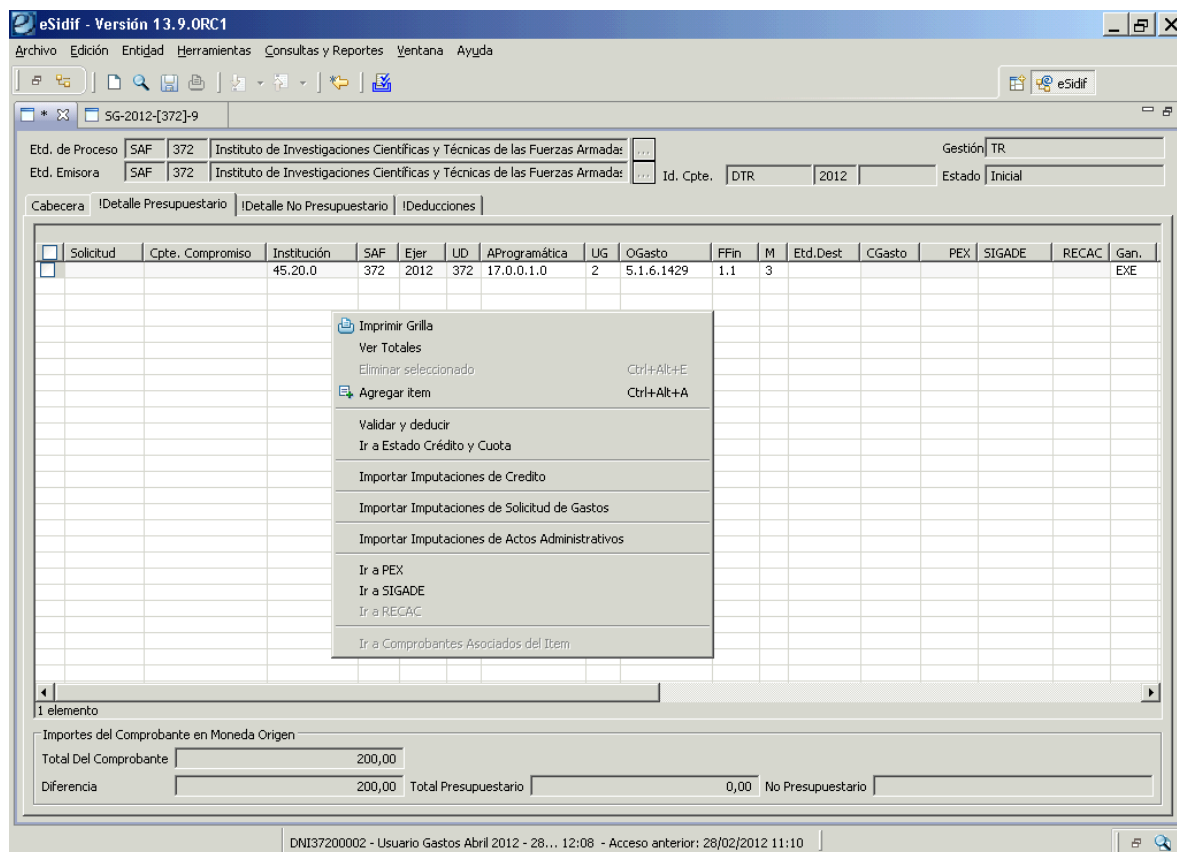 eSidif - Versión 13.9.0RC1
Archivo Edición Entidad Herramientas Consultas y Reportes Ventana Ayuda
eSidif
* SG-2012-[372]-9
Etd. de Proceso SAF 372 Instituto de Investigaciones Científicas y Técnicas de las Fuerzas Armada: ... Gestión TR
Etd. Emisora SAF 372 Instituto de Investigaciones Científicas y Técnicas de las Fuerzas Armada: ... Id. Cpte. DTR 2012 Estado Inicial
Cabecera !Detalle Presupuestario !Detalle No Presupuestario !Deducciones
Solicitud Cpte. Compromiso Institución SAF Ejer UD AProgramática UG OGasto FFin M Etd.Dest CGasto PEX SIGADE RECAC Gan.
45.20.0 372 2012 372 17.0.0.1.0 2 5.1.6.1429 1.1 3 EXE
Imprimir Grilla
Ver Totales
Eliminar seleccionado Ctrl+Alt+E
Agregar item Ctrl+Alt+A
Validar y deducir
Ir a Estado Crédito y Cuota
Importar Imputaciones de Credito
Importar Imputaciones de Solicitud de Gastos
Importar Imputaciones de Actos Administrativos
Ir a PEX
Ir a SIGADE
Ir a RECAC
Ir a Comprobantes Asociados del Item
1 elemento
Importes del Comprobante en Moneda Origen
Total Del Comprobante 200,00
Diferencia 200,00 Total Presupuestario 0,00 No Presupuestario
DNI37200002 - Usuario Gastos Abril 2012 - 28... 12:08 - Acceso anterior: 28/02/2012 11:10